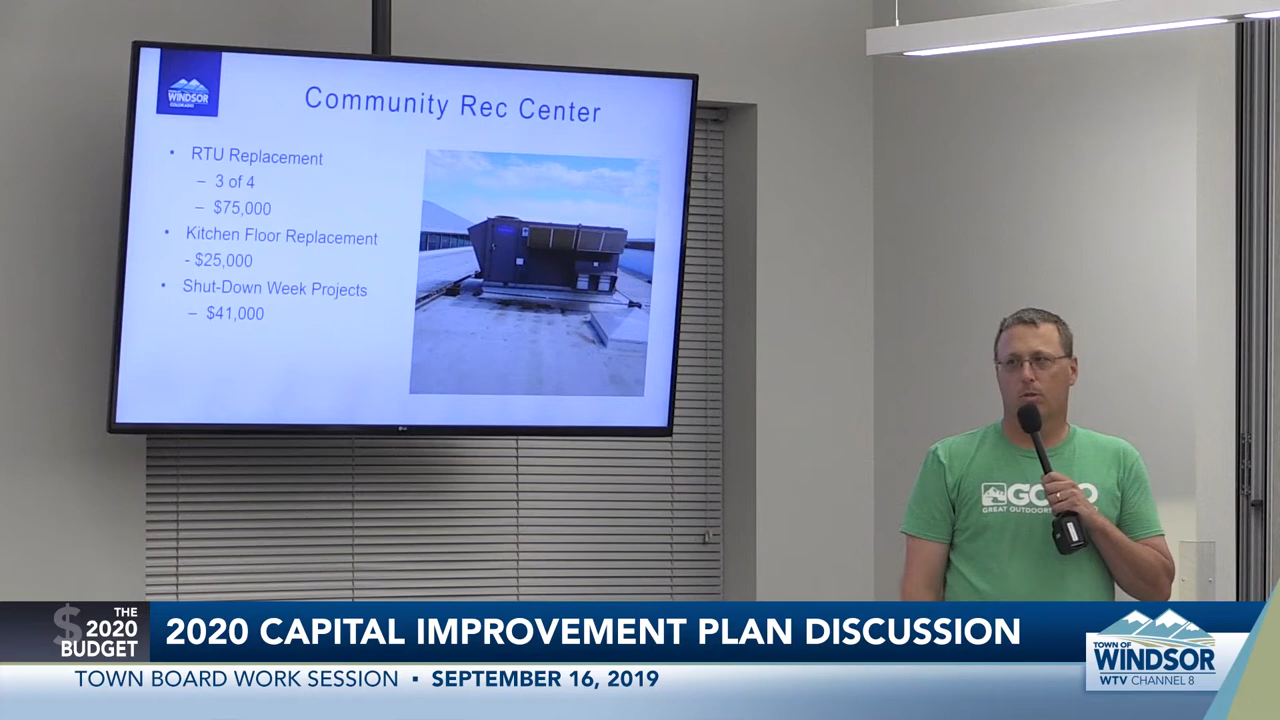 WINDSOR
COLORADO
Community Rec Center
• RTU Replacement
– 3 of 4
– $75,000
• Kitchen Floor Replacement
- $25,000
• Shut-Down Week Projects
– $41,000
LG
GREAT OUTDOORS
$
THE
2020
BUDGET
2020 CAPITAL IMPROVEMENT PLAN DISCUSSION
TOWN BOARD WORK SESSION ▪ SEPTEMBER 16, 2019
TOWN OF
WINDSOR
WTV CHANNEL 8